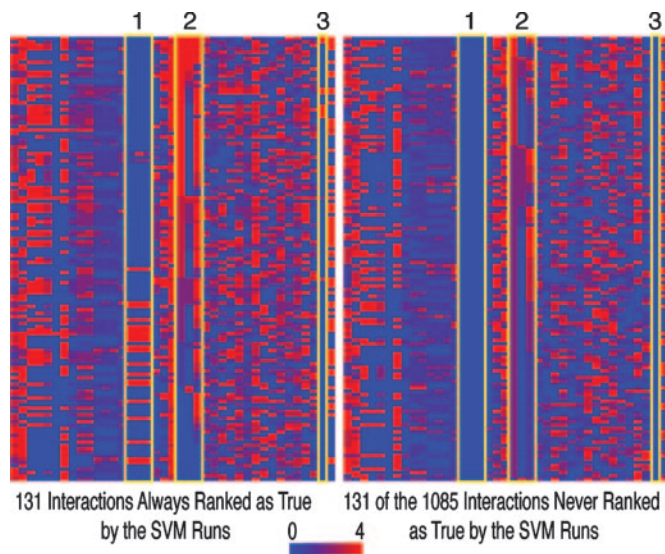 1 2 3 1 2 3
131 Interactions Always Ranked as True
by the SVM Runs
131 of the 1085 Interactions Never Ranked
as True by the SVM Runs
0 4